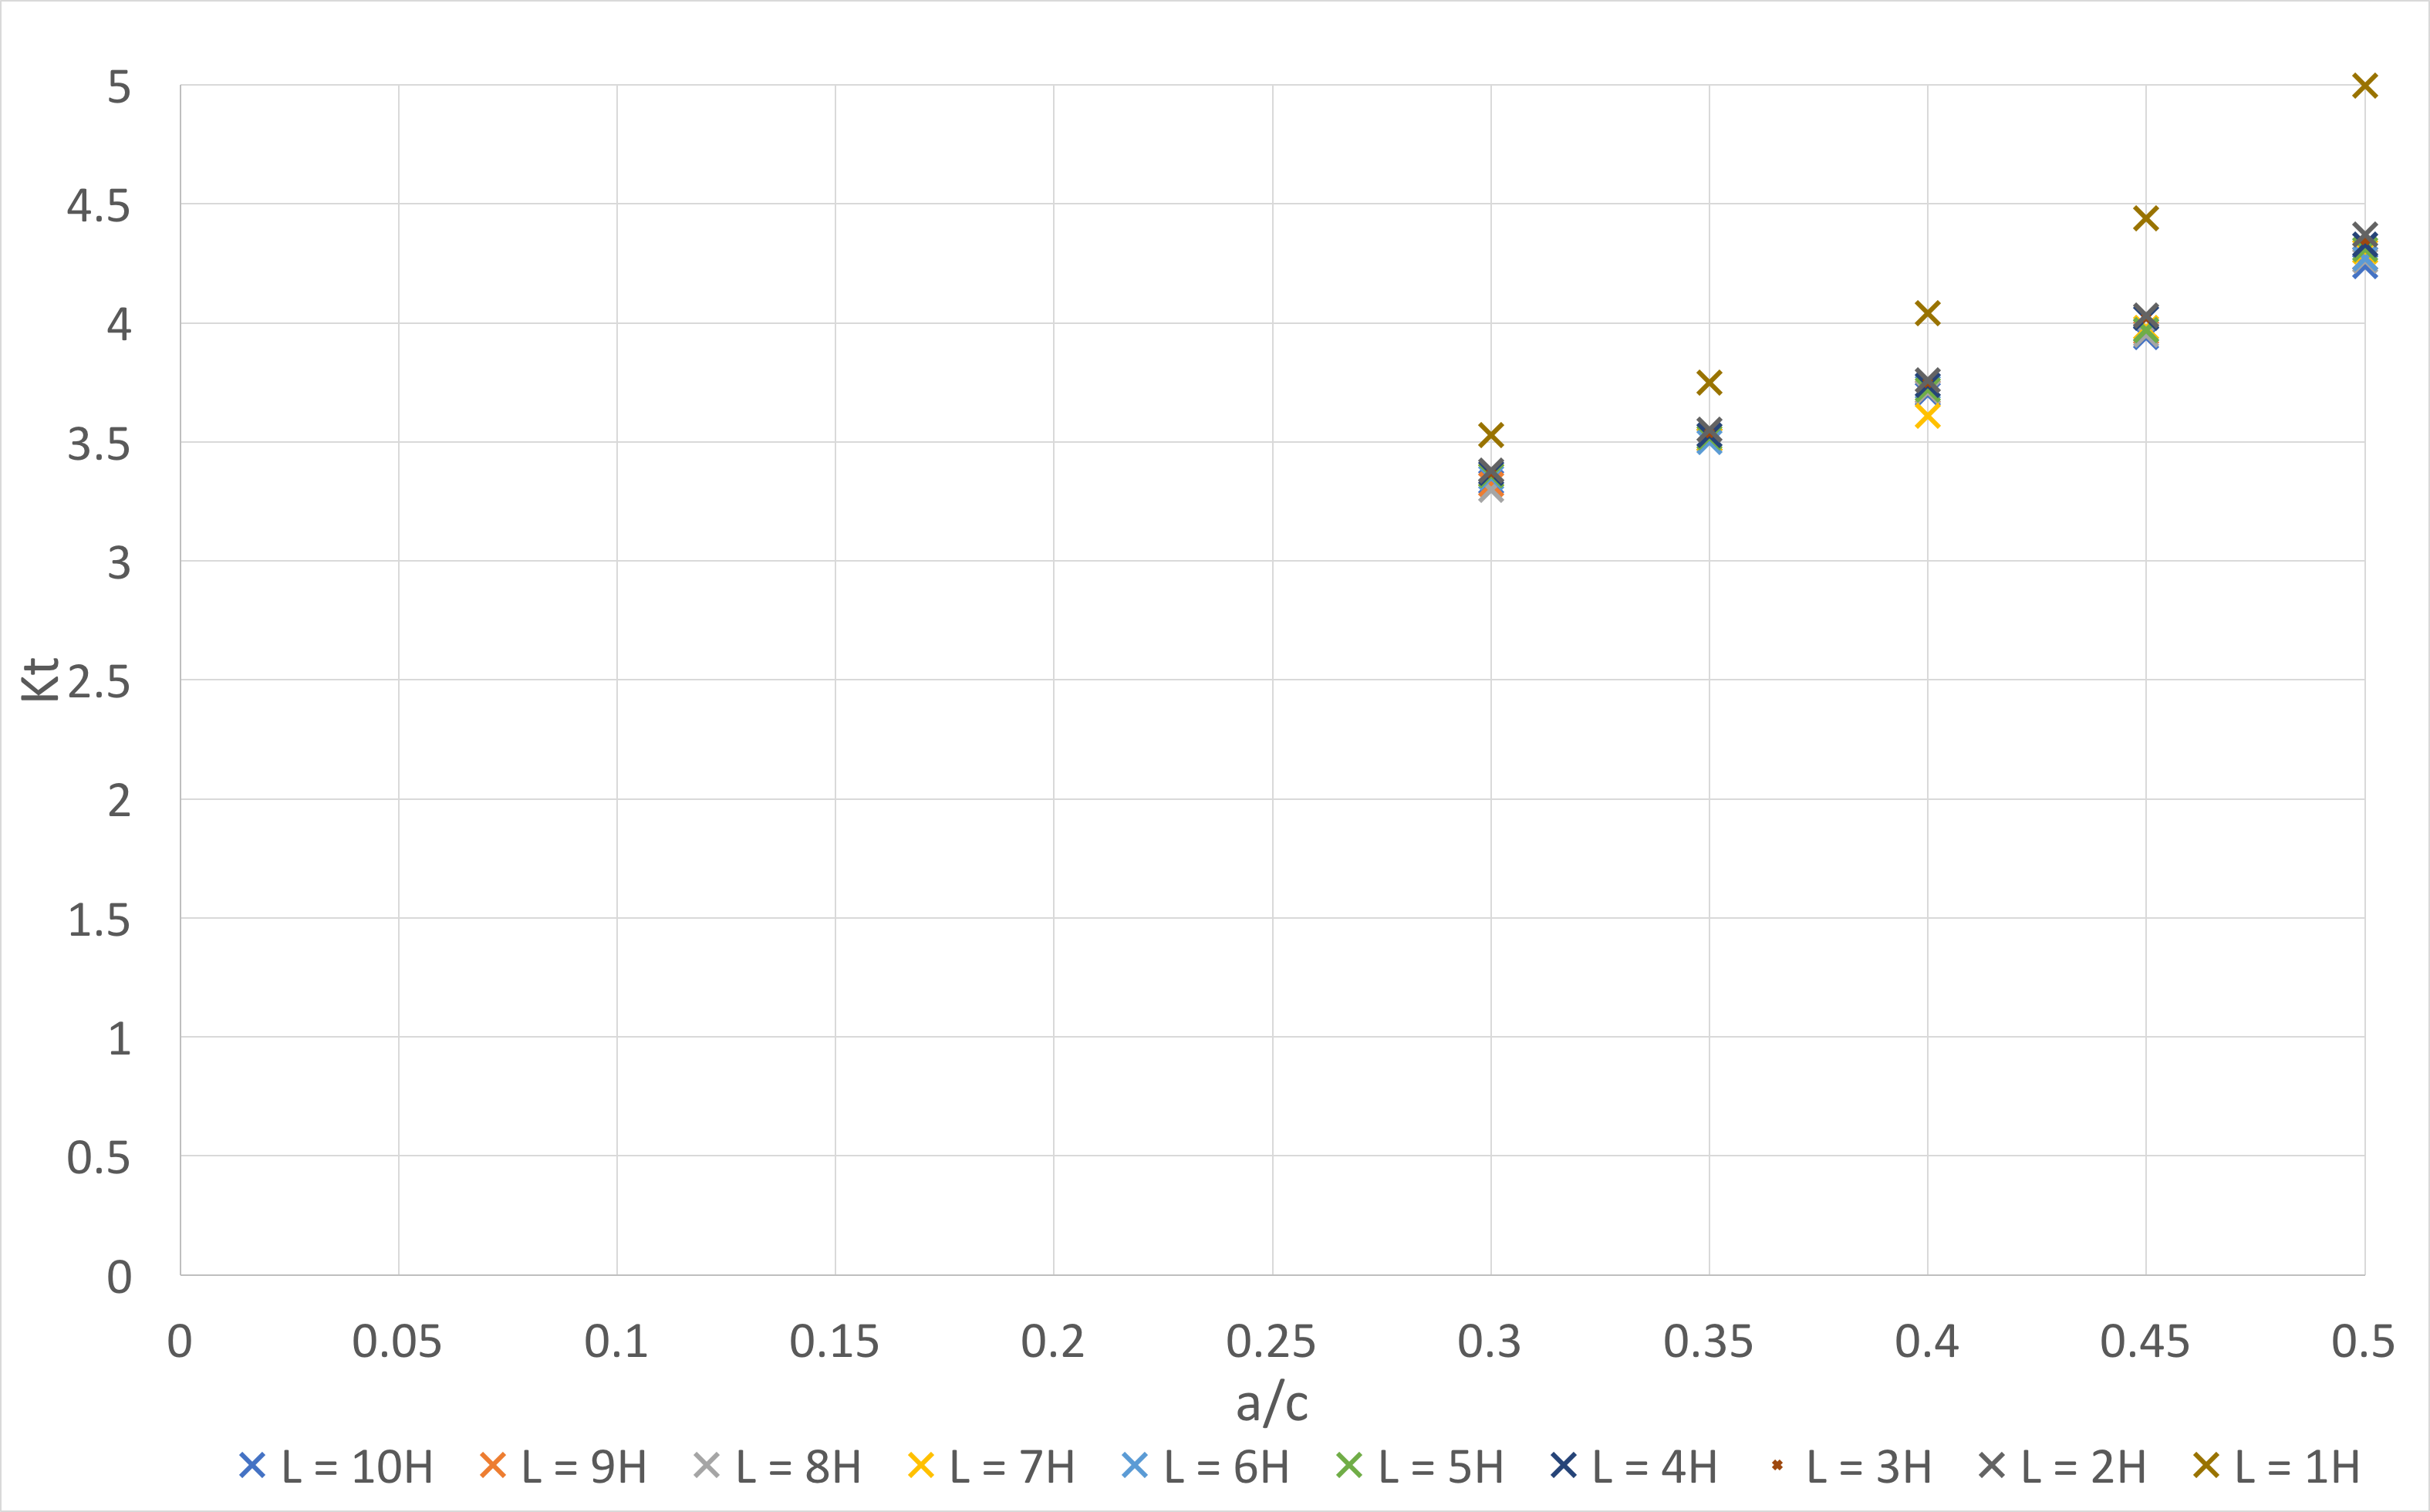 5
4.5
4
3.5
3
2.5
2
1.5
1
0.5
0
Kt
0 0.05 0.1 0.15 0.2 0.25 0.3 0.35 0.4 0.45 0.5
a/c
L = 10H L = 9H L = 8H L = 7H L = 6H L = 5H L = 4H L = 3H L = 2H L = 1H